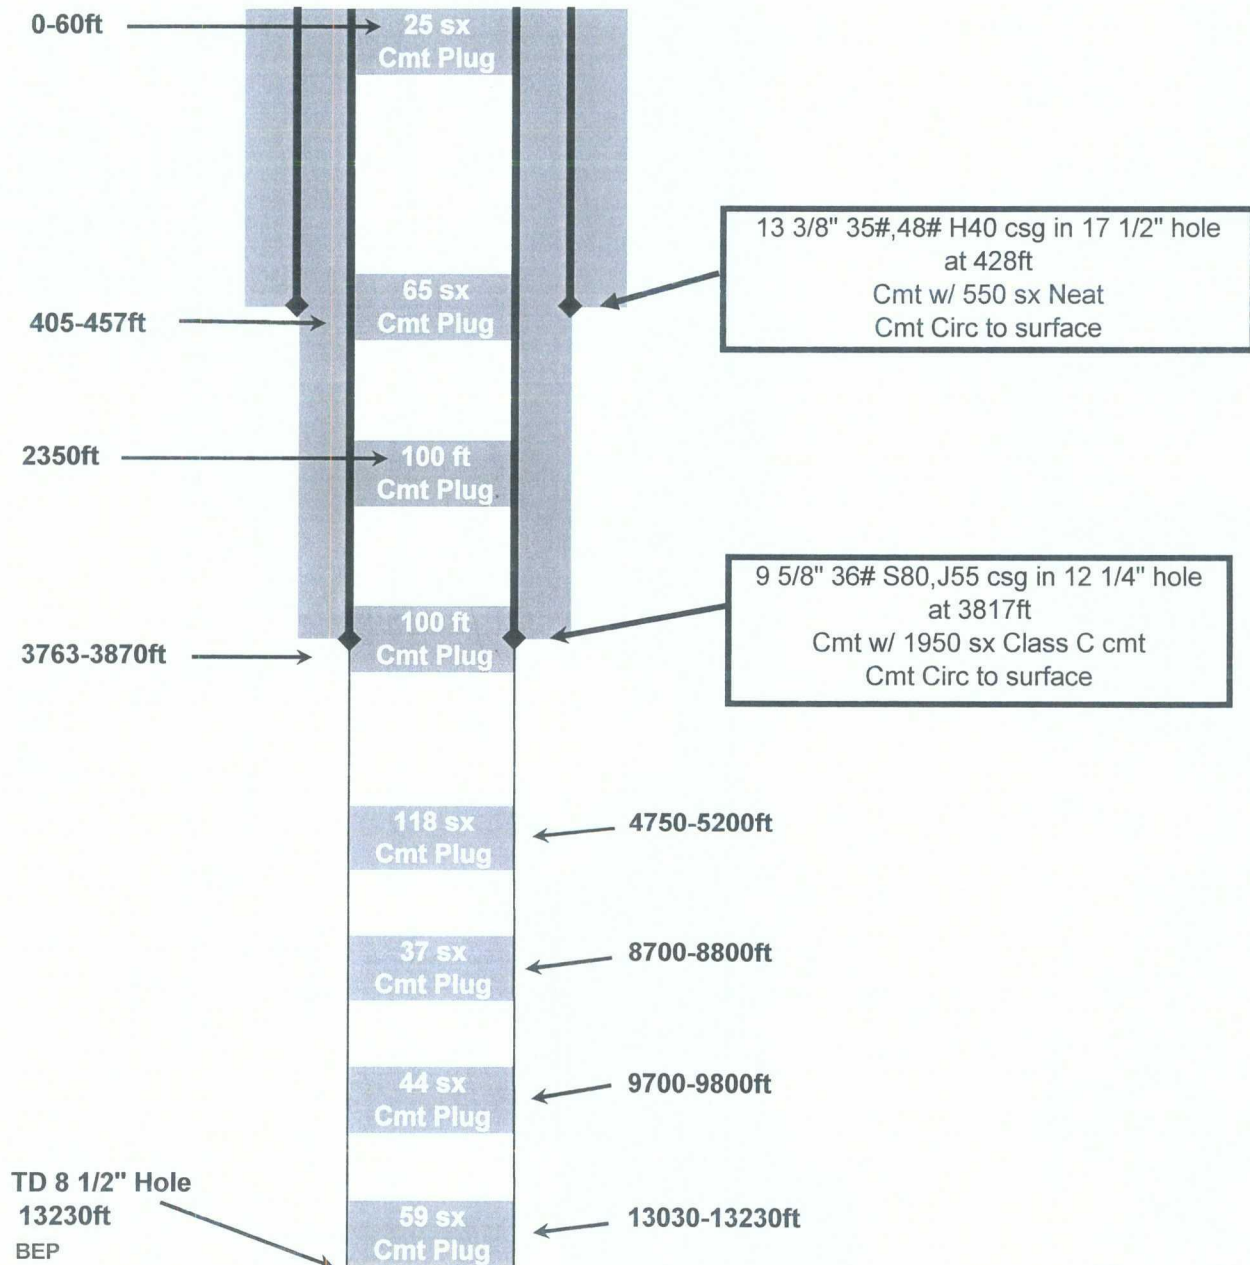 0-60ft
25 sx
Cmt Plug
13 3/8" 35#,48# H40 csg in 17 1/2" hole
at 428ft
Cmt w/ 550 sx Neat
Cmt Circ to surface
405-457ft
65 sx
Cmt Plug
2350ft
100 ft
Cmt Plug
9 5/8" 36# S80,J55 csg in 12 1/4" hole
at 3817ft
Cmt w/ 1950 sx Class C cmt
Cmt Circ to surface
3763-3870ft
100 ft
Cmt Plug
118 sx
Cmt Plug
4750-5200ft
37 sx
Cmt Plug
8700-8800ft
44 sx
Cmt Plug
9700-9800ft
TD 8 1/2" Hole
13230ft
BEP
59 sx
Cmt Plug
13030-13230ft